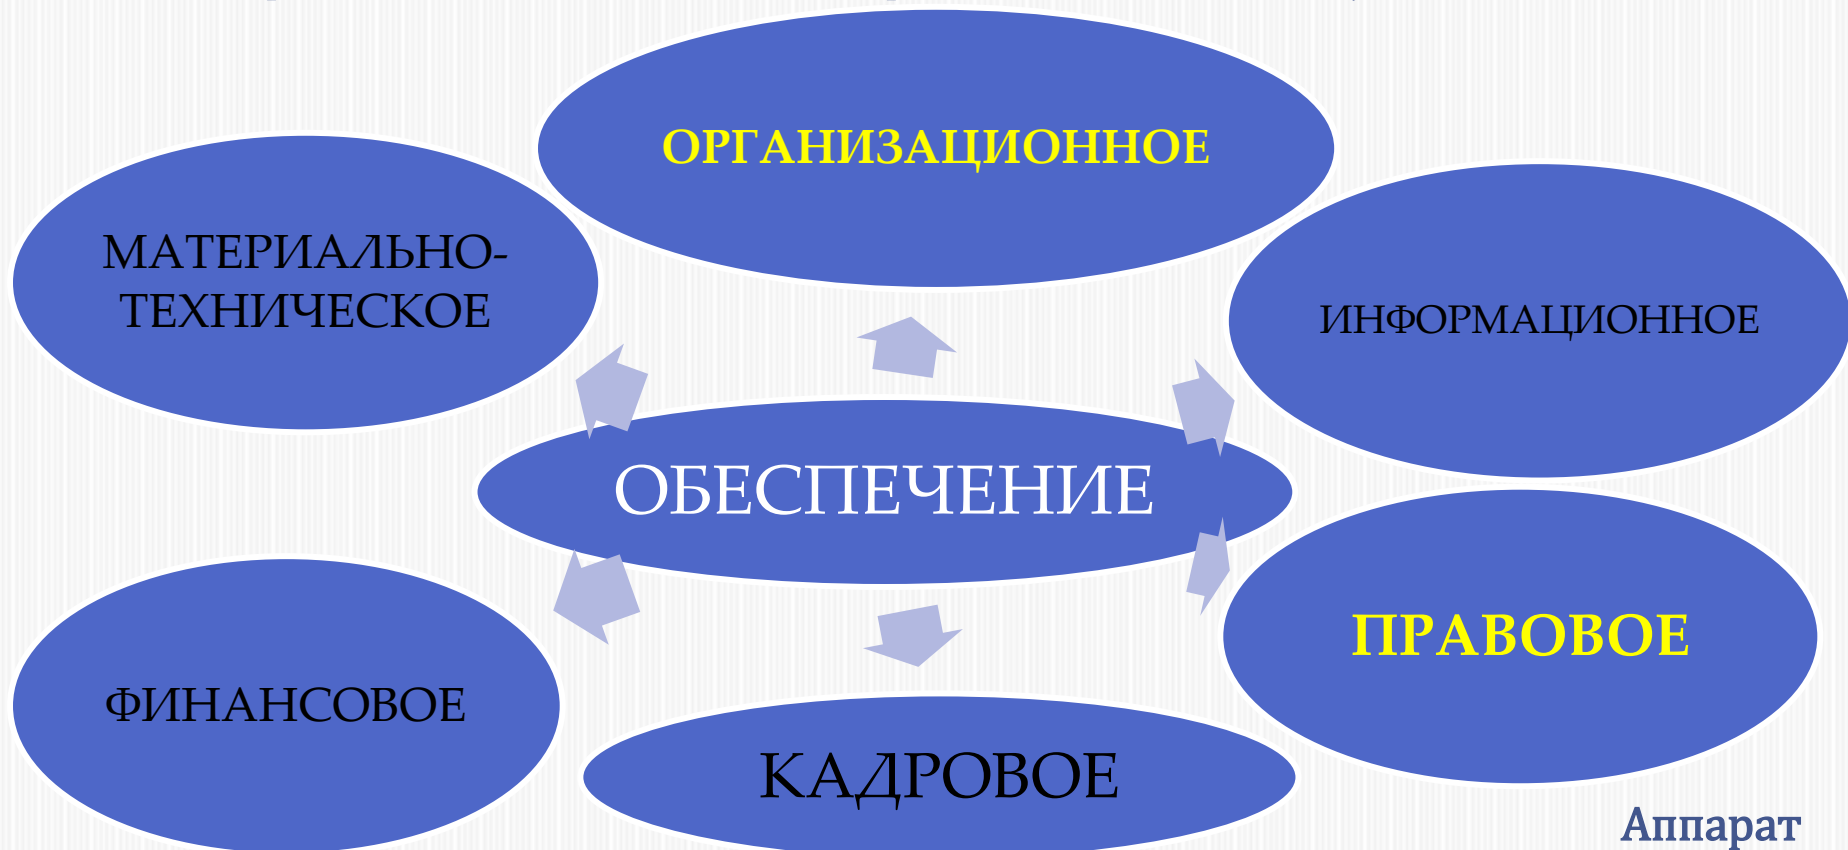 ОРГАНИЗАЦИОННОЕ
МАТЕРИАЛЬНО-
ТЕХНИЧЕСКОЕ
ИНФОРМАЦИОННОЕ
ОБЕСПЕЧЕНИЕ
ПРАВОВОЕ
ФИНАНСОВОЕ
КАДРОВОЕ
Аппарат